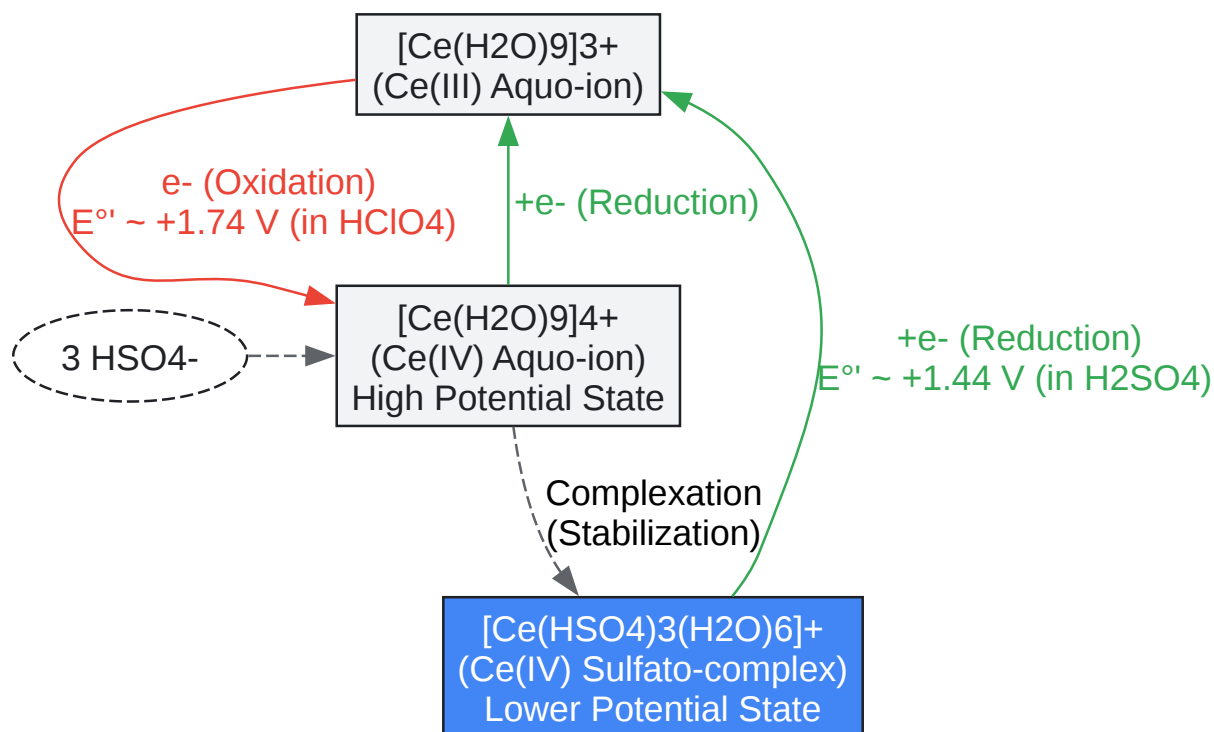 [Ce(H2O)9]3+
(Ce(III) Aquo-ion)
e- (Oxidation)
E°' ~ +1.74 V (in HClO4)
+e- (Reduction)
[Ce(H2O)9]4+
(Ce(IV) Aquo-ion)
High Potential State
3 HSO4-
+e- (Reduction)
E°' ~ +1.44 V (in H2SO4)
Complexation
(Stabilization)
[Ce(HSO4)3(H2O)6]+
(Ce(IV) Sulfato-complex)
Lower Potential State